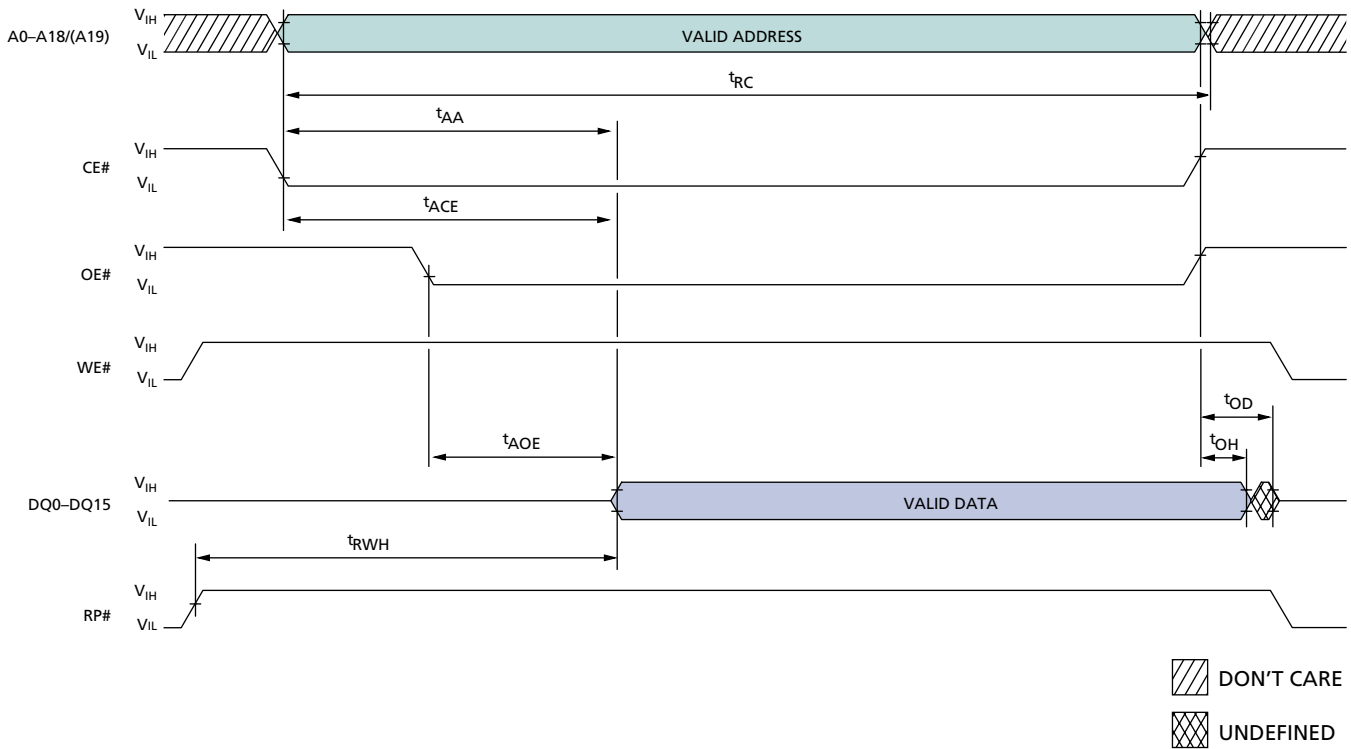 VIH
A0–A18/(A19)
VALID ADDRESS
VIL
tRC
tAA
VIH
CE#
VIL
tACE
VIH
OE#
VIL
VIH
WE#
VIL
tOD
tAOE
tOH
VIH
DQ0–DQ15
VALID DATA
VIL
tRWH
VIH
RP#
VIL
DON'T CARE
UNDEFINED